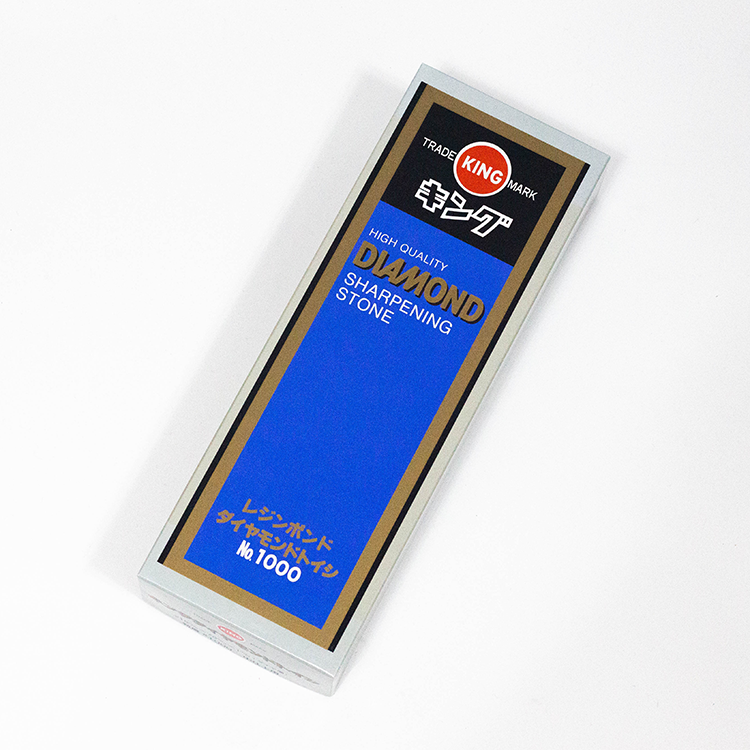 TRADE KING MARK
キング
HIGH QUALITY
DIAMOND
SHARPENING
STONE
レジンボンド
ダイヤモンドトイシ
No.1000